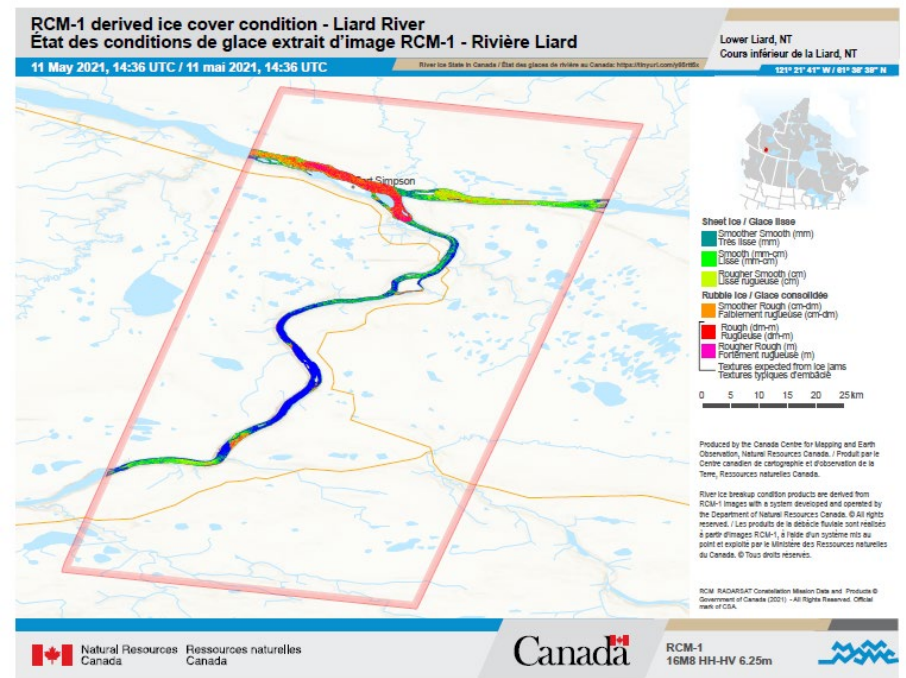 RCM-1 derived ice cover condition - Liard River
État des conditions de glace extrait d'image RCM-1 - Rivière Liard
Lower Liard, NT
Cours inférieur de la Liard, NT
11 May 2021, 14:36 UTC / 11 mai 2021, 14:36 UTC
River Ice State in Canada / État des glaces de rivière au Canada: https://tinyurl.com/
121° 21' 41" W / 61° 38' 38" N
Fort Simpson
Sheet Ice / Glace lisse
Smoother Smooth (mm)
Très lisse (mm)
Smooth (mm-cm)
Lisse (mm-cm)
Rougher Smooth (cm)
Lisse rugueuse (cm)
Rubble Ice / Glace consolidée
Smoother Rough (cm-dm)
Faiblement rugueuse (cm-dm)
Rough (dm-m)
Rugueuse (dm-m)
Rougher Rough (m)
Fortement rugueuse (m)
Textures expected from ice jams
Textures typiques d'embâcle
0 5 10 15 20 25 km
Produced by the Canada Centre for Mapping and Earth
Observation, Natural Resources Canada. / Produit par le
Centre canadien de cartographie et d'observation de la
Terre, Ressources naturelles Canada.
River ice breakup condition products are derived from
RCM-1 images with a system developed and operated by
the Department of Natural Resources Canada. © All rights
reserved. / Les produits de la débâcle fluviale sont réalisés
à partir d'images RCM-1, à l'aide d'un système mis au
point et exploité par le Ministère des Ressources naturelles
du Canada. © Tous droits réservés.
RCM RADARSAT Constellation Mission Data and Products ©
Government of Canada (2021) - All Rights Reserved. Official
mark of CSA.
Natural Resources Canada
Ressources naturelles Canada
Canada
RCM-1
16M8 HH-HV 6.25m